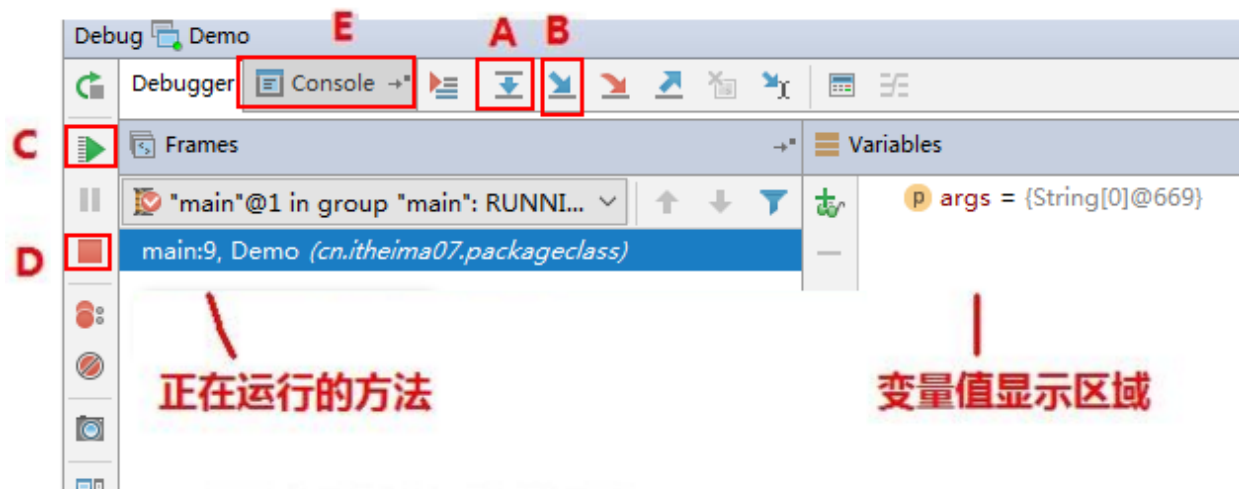 E A B
Debug Demo
Debugger Console
C
Frames Variables
"main"@1 in group "main": RUNNI... p args = {String[0]@669}
D
main:9, Demo (cn.itheima07.packageclass)
正在运行的方法 变量值显示区域